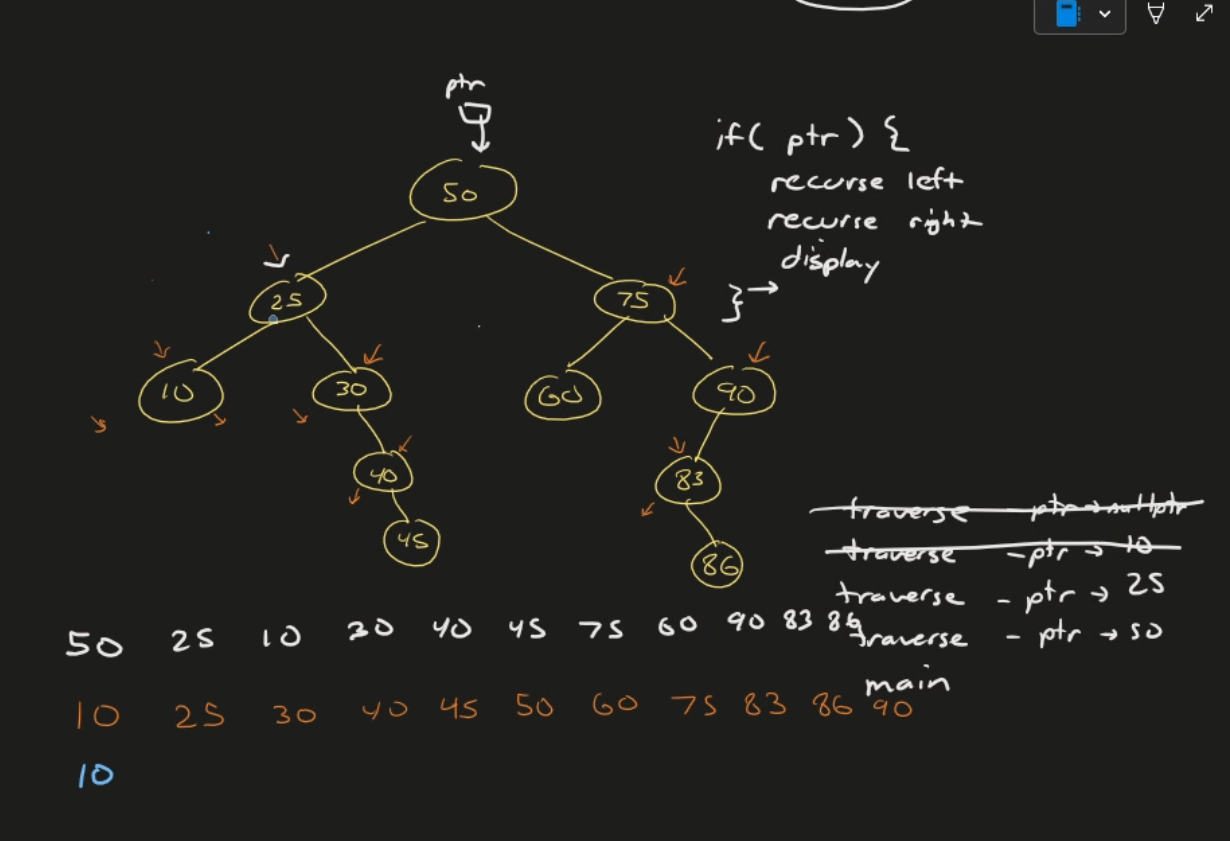 ptr
if( ptr ) {
recurse left
recurse right
display
} →
50
25 75
10 30 60 90
40 83
45 86
traverse - ptr → nullptr
traverse - ptr → 10
traverse - ptr → 25
traverse - ptr → 50
main
50 25 10 30 40 45 75 60 90 83 86
10 25 30 40 45 50 60 75 83 86 90
10